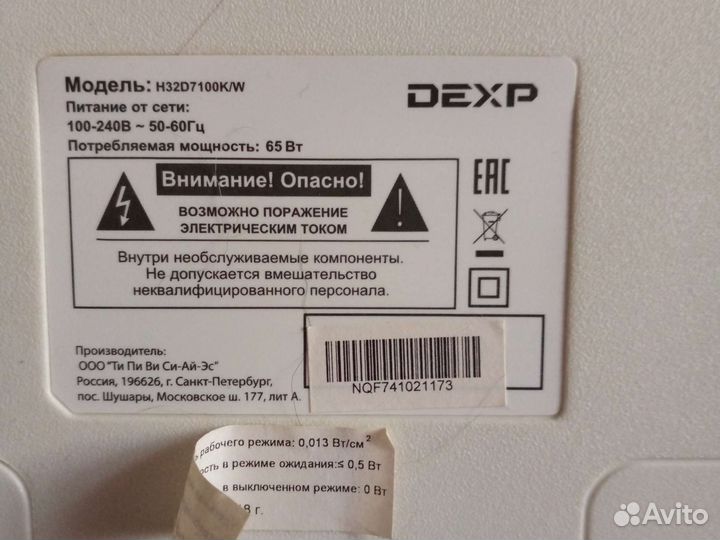 Модель: H32D7100K/W
DEXP
Питание от сети:
100-240В ~ 50-60Гц
Потребляемая мощность: 65 Вт
Внимание! Опасно!
ВОЗМОЖНО ПОРАЖЕНИЕ
ЭЛЕКТРИЧЕСКИМ ТОКОМ
Внутри необслуживаемые компоненты.
Не допускается вмешательство
неквалифицированного персонала.
EAC
Производитель:
ООО "Ти Пи Ви Си-Ай-Эс"
Россия, 196626, г. Санкт-Петербург,
пос. Шушары, Московское ш. 177, лит А.
NQF741021173
рабочего режима: 0,013 Вт/см²
в режиме ожидания:≤ 0,5 Вт
в выключенном режиме: 0 Вт
8 г.
Avito